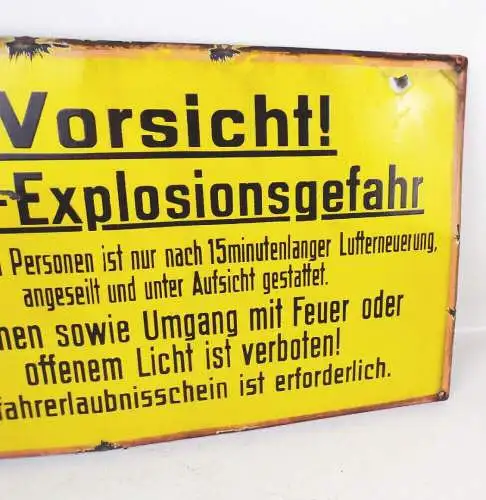 Vorsicht!
-Explosionsgefahr
Personen ist nur nach 15minutenlanger Lufterneuerung,
angeseilt und unter Aufsicht gestattet.
nen sowie Umgang mit Feuer oder
offenem Licht ist verboten!
fahrerlaubnisschein ist erforderlich.